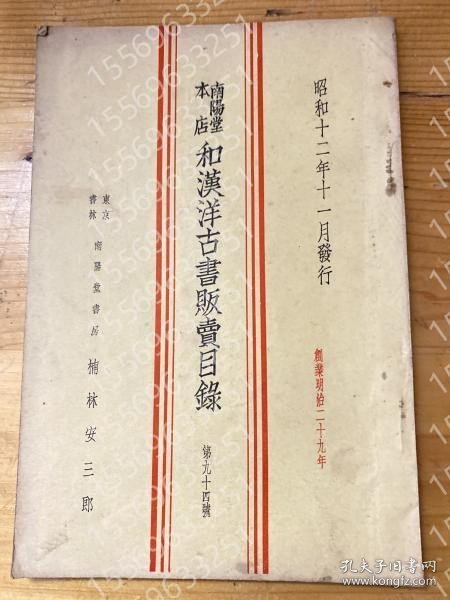 昭和十二年十一月發行
創業明治二十九年
南陽堂
本店
和漢洋古書販賣目錄
第九十四號
東京
書林
南陽堂書房
楠林安三郎
15569633251
孔夫子旧书网
www.kongfz.com